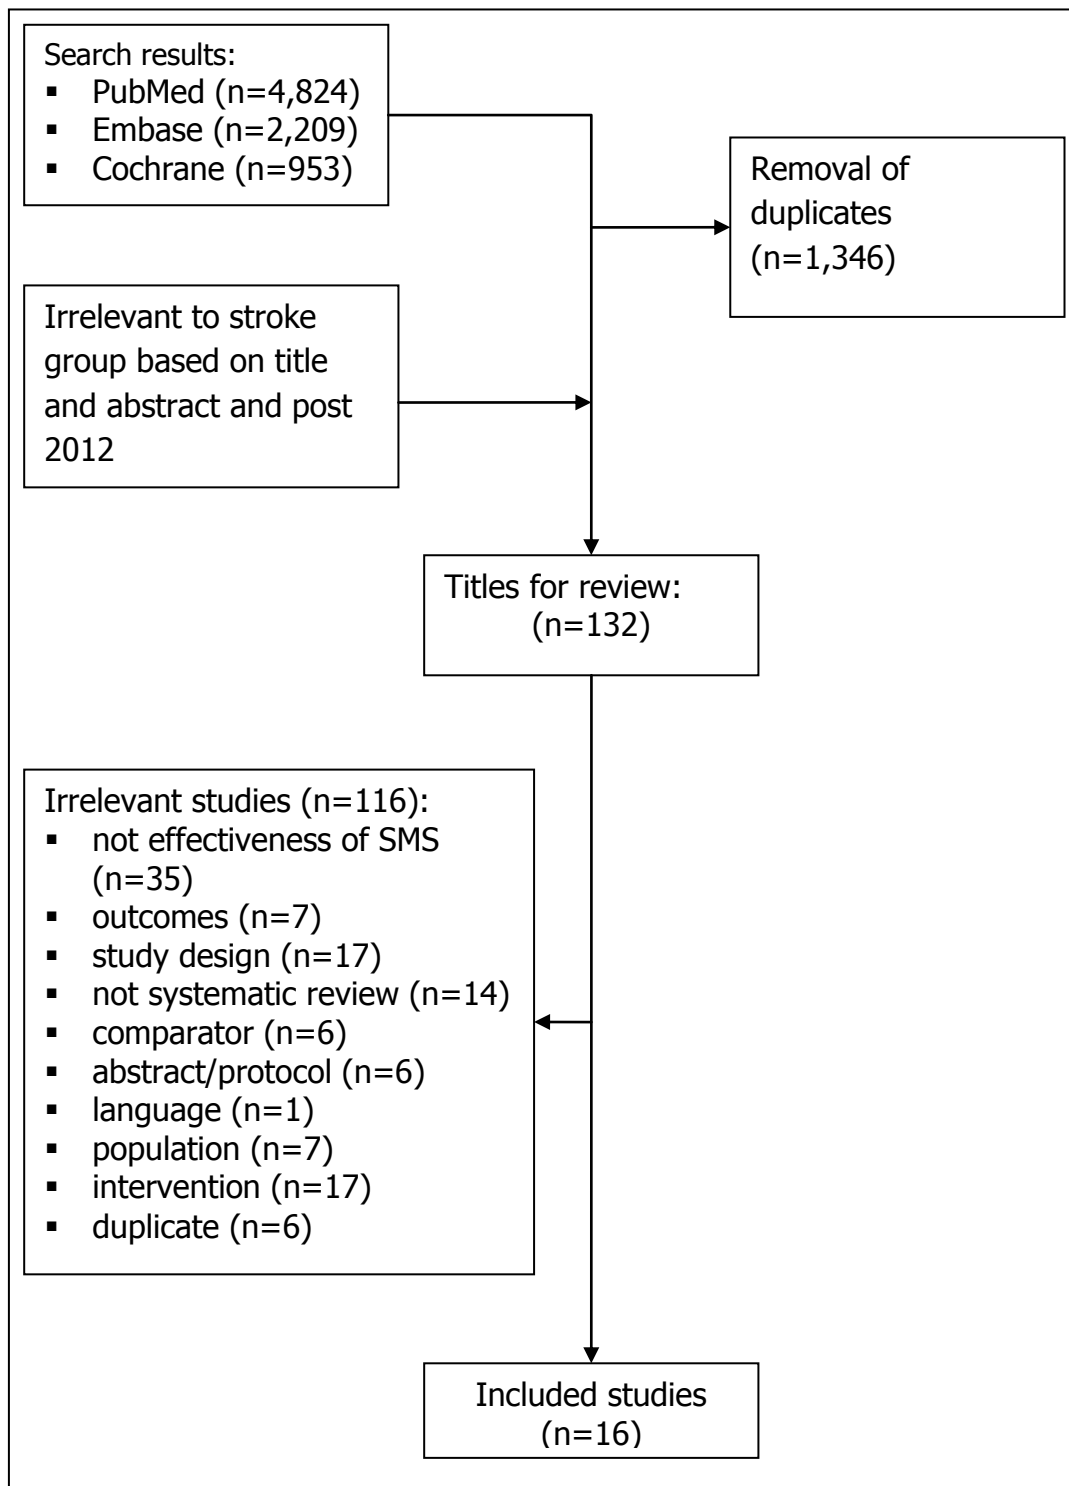 Search results:
▪ PubMed (n=4,824)
▪ Embase (n=2,209)
▪ Cochrane (n=953)
Removal of
duplicates
(n=1,346)
Irrelevant to stroke
group based on title
and abstract and post
2012
Titles for review:
(n=132)
Irrelevant studies (n=116):
▪ not effectiveness of SMS
(n=35)
▪ outcomes (n=7)
▪ study design (n=17)
▪ not systematic review (n=14)
▪ comparator (n=6)
▪ abstract/protocol (n=6)
▪ language (n=1)
▪ population (n=7)
▪ intervention (n=17)
▪ duplicate (n=6)
Included studies
(n=16)